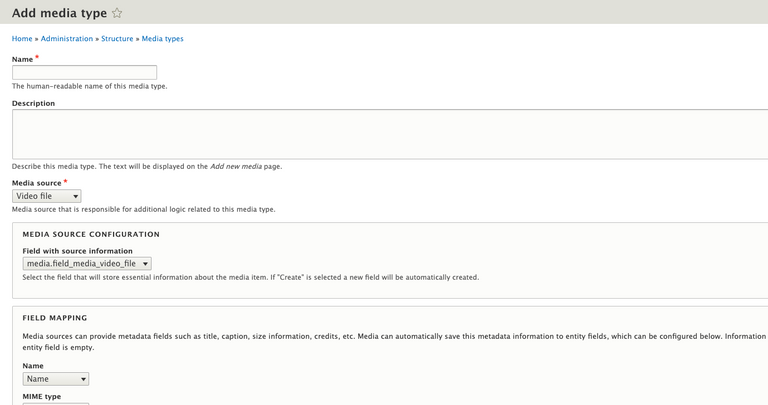 Add media type
Home » Administration » Structure » Media types
Name *
The human-readable name of this media type.
Description
Describe this media type. The text will be displayed on the Add new media page.
Media source *
Video file
Media source that is responsible for additional logic related to this media type.
MEDIA SOURCE CONFIGURATION
Field with source information
media.field_media_video_file
Select the field that will store essential information about the media item. If "Create" is selected a new field will be automatically created.
FIELD MAPPING
Media sources can provide metadata fields such as title, caption, size information, credits, etc. Media can automatically save this metadata information to entity fields, which can be configured below. Information
entity field is empty.
Name
Name
MIME type